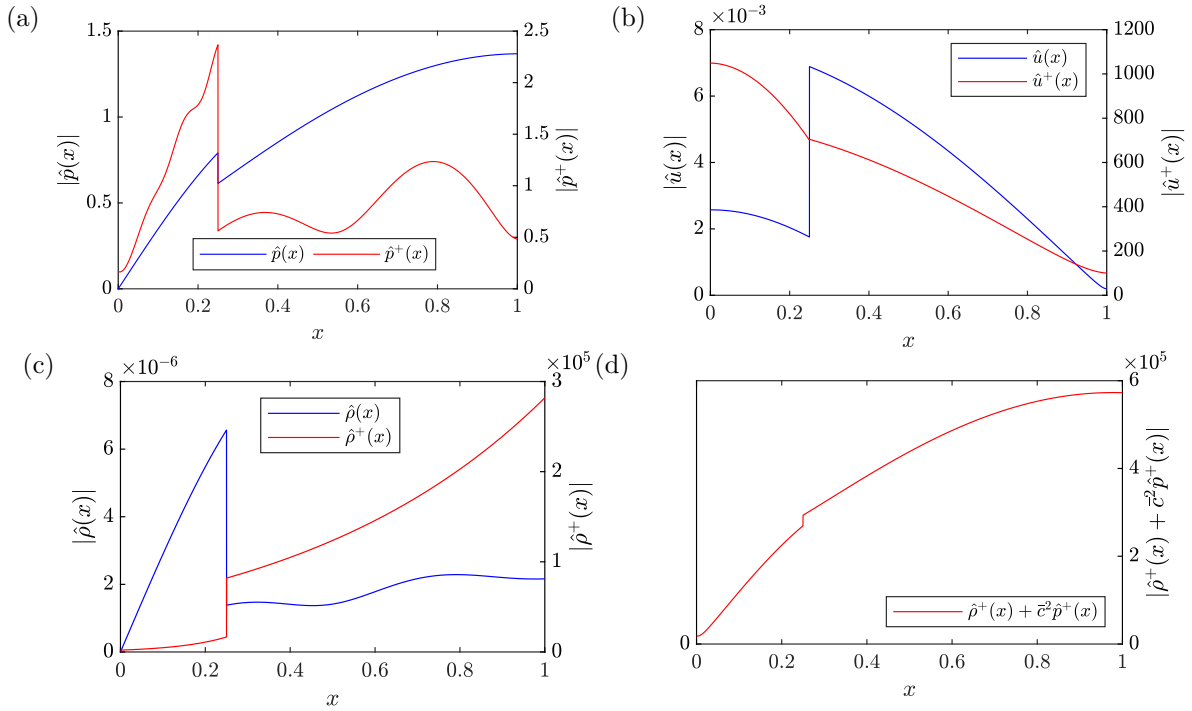 (a)
1.5
1
0.5
0
|p̂(x)|
2.5
2
1.5
1
0.5
0
|p̂⁺(x)|
p̂(x)
p̂⁺(x)
0 0.2 0.4 0.6 0.8 1
x
(b)
×10⁻³
8
6
4
2
0
|û(x)|
1200
1000
800
600
400
200
0
|û⁺(x)|
û(x)
û⁺(x)
0 0.2 0.4 0.6 0.8 1
x
(c)
×10⁻⁶
8
6
4
2
0
|ρ̂(x)|
×10⁵
3
2
1
0
|ρ̂⁺(x)|
ρ̂(x)
ρ̂⁺(x)
0 0.2 0.4 0.6 0.8 1
x
(d)
0
×10⁵
6
4
2
0
|ρ̂⁺(x) + c̄²p̂⁺(x)|
ρ̂⁺(x) + c̄²p̂⁺(x)
0 0.2 0.4 0.6 0.8 1
x